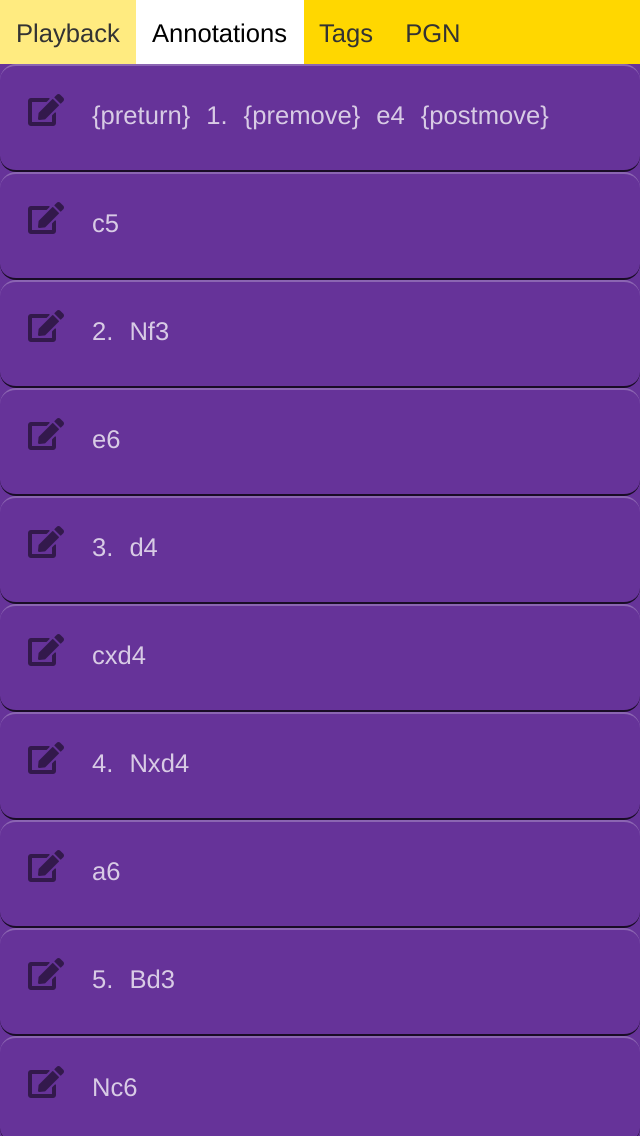 Playback Annotations Tags PGN
{preturn} 1. {premove} e4 {postmove}
c5
2. Nf3
e6
3. d4
cxd4
4. Nxd4
a6
5. Bd3
Nc6